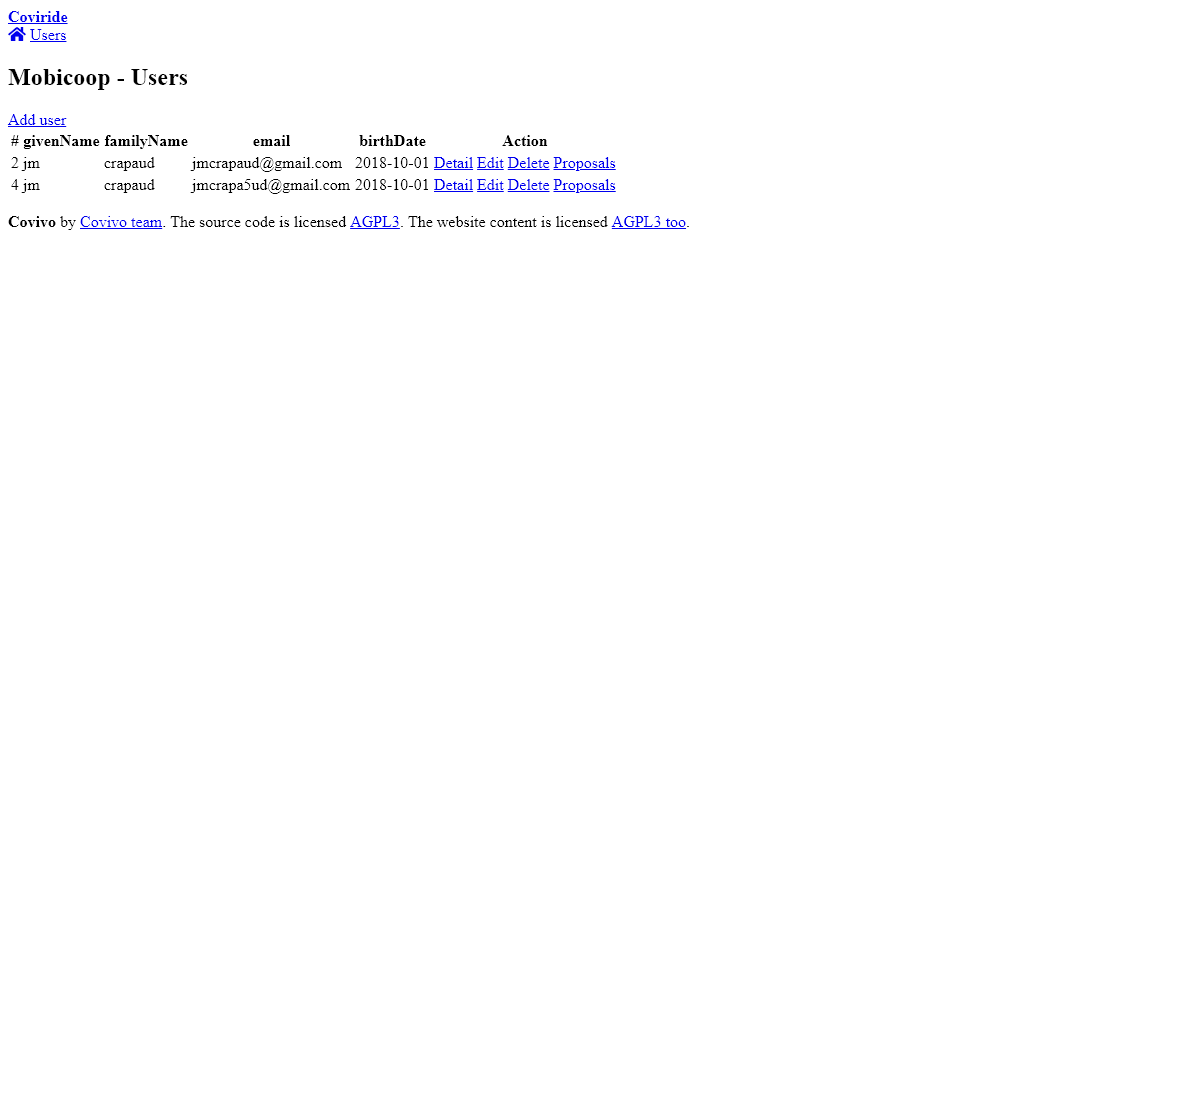 Coviride
Users
Mobicoop - Users
Add user
# givenName familyName email birthDate Action
2 jm crapaud jmcrapaud@gmail.com 2018-10-01 Detail Edit Delete Proposals
4 jm crapaud jmcrapa5ud@gmail.com 2018-10-01 Detail Edit Delete Proposals
Covivo by Covivo team. The source code is licensed AGPL3. The website content is licensed AGPL3 too.